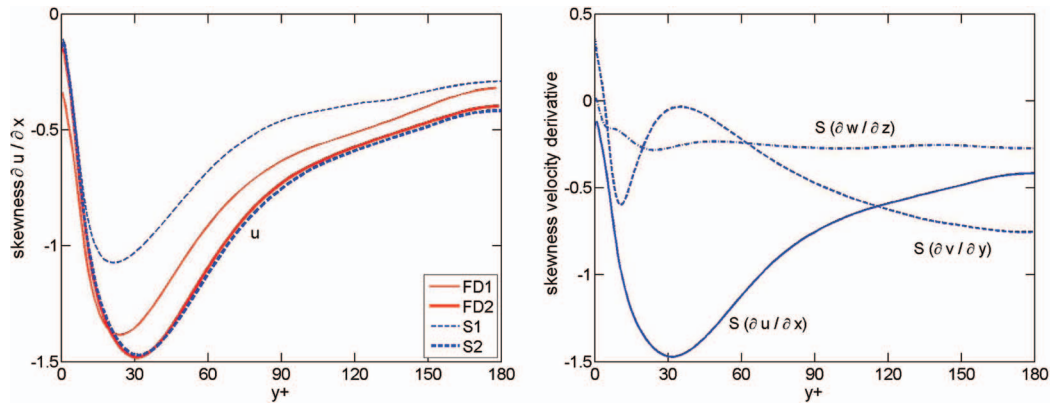 skewness ∂ u / ∂ x
0
-0.5
-1
-1.5
0 30 60 90 120 150 180
y+
u
FD1
FD2
S1
S2
skewness velocity derivative
0.5
0
-0.5
-1
-1.5
0 30 60 90 120 150 180
y+
S (∂ w / ∂ z)
S (∂ v / ∂ y)
S (∂ u / ∂ x)